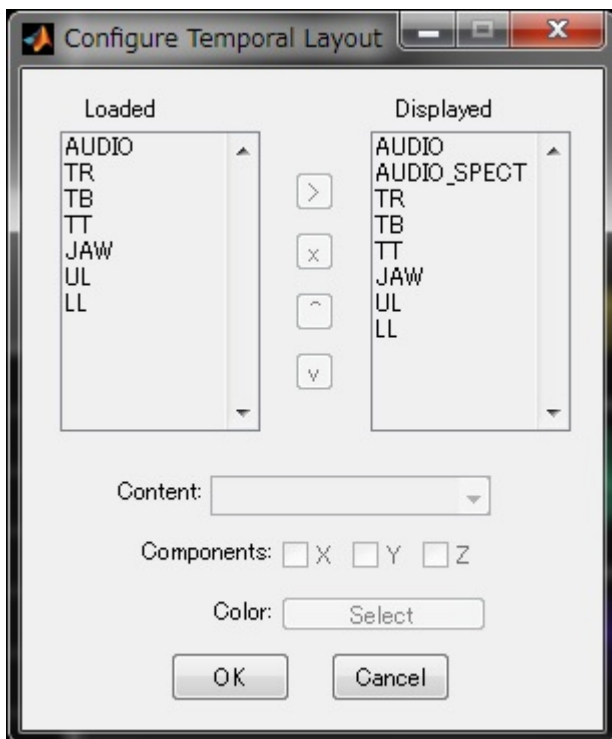 Configure Temporal Layout
Loaded
Displayed
AUDIO
TR
TB
TT
JAW
UL
LL
>
x
^
v
AUDIO
AUDIO_SPECT
TR
TB
TT
JAW
UL
LL
Content:
Components: X Y Z
Color: Select
OK Cancel